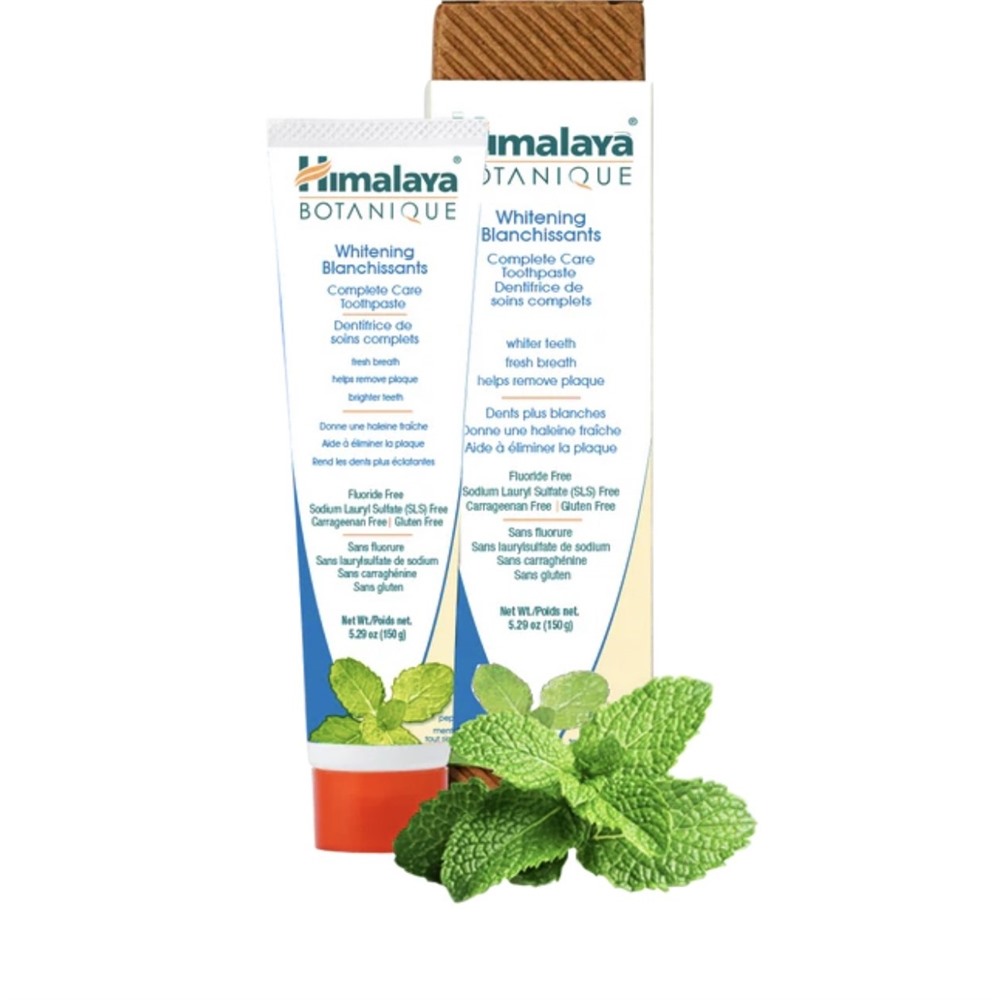 Himalaya®
BOTANIQUE
Whitening
Blanchissants
Complete Care
Toothpaste
Dentifrice de
soins complets
fresh breath
helps remove plaque
brighter teeth
Donne une haleine fraîche
Aide à éliminer la plaque
Rend les dents plus éclatantes
Fluoride Free
Sodium Lauryl Sulfate (SLS) Free
Carrageenan Free | Gluten Free
Sans fluorure
Sans laurylsulfate de sodium
Sans carraghénine
Sans gluten
Net Wt./Poids net.
5.29 oz (150 g)
imalaya®
TANIQUE
Whitening
Blanchissants
Complete Care
Toothpaste
Dentifrice de
soins complets
whiter teeth
fresh breath
helps remove plaque
Dents plus blanches
Donne une haleine fraîche
Aide à éliminer la plaque
Fluoride Free
Sodium Lauryl Sulfate (SLS) Free
Carrageenan Free | Gluten Free
Sans fluorure
Sans laurylsulfate de sodium
Sans carraghénine
Sans gluten
Net Wt./Poids net.
5.29 oz (150 g)